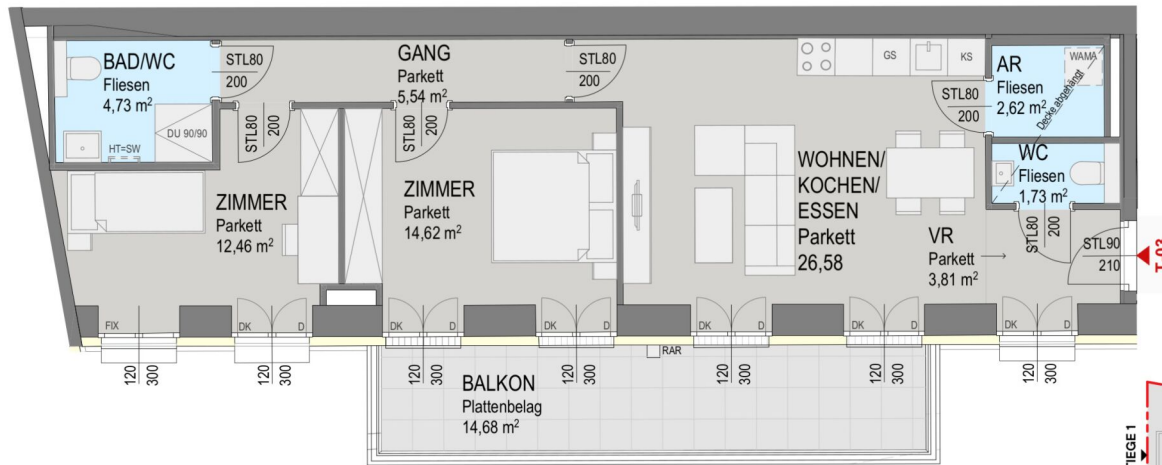 BAD/WC
Fliesen
4,73 m²
DU 90/90
HT=SW
STL80
200
GANG
Parkett
5,54 m²
STL80
200
STL80
200
STL80
200
GS
KS
STL80
200
AR
Fliesen
2,62 m²
WAMA
Decke abgehängt
WC
Fliesen
1,73 m²
STL80
200
STL90
210
T 03
ZIMMER
Parkett
12,46 m²
ZIMMER
Parkett
14,62 m²
WOHNEN/
KOCHEN/
ESSEN
Parkett
26,58
VR
Parkett
3,81 m²
FIX
DK
D
DK
D
DK
D
DK
D
DK
D
DK
D
120
300
120
300
120
300
120
300
120
300
120
300
120
300
RAR
BALKON
Plattenbelag
14,68 m²
TIEGE 1